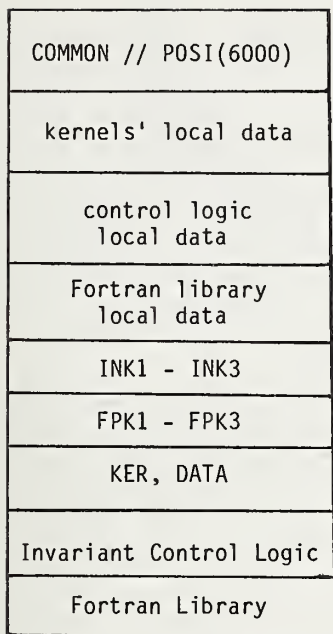 COMMON // POSI(6000)
kernels' local data
control logic
local data
Fortran library
local data
INK1 - INK3
FPK1 - FPK3
KER, DATA
Invariant Control Logic
Fortran Library